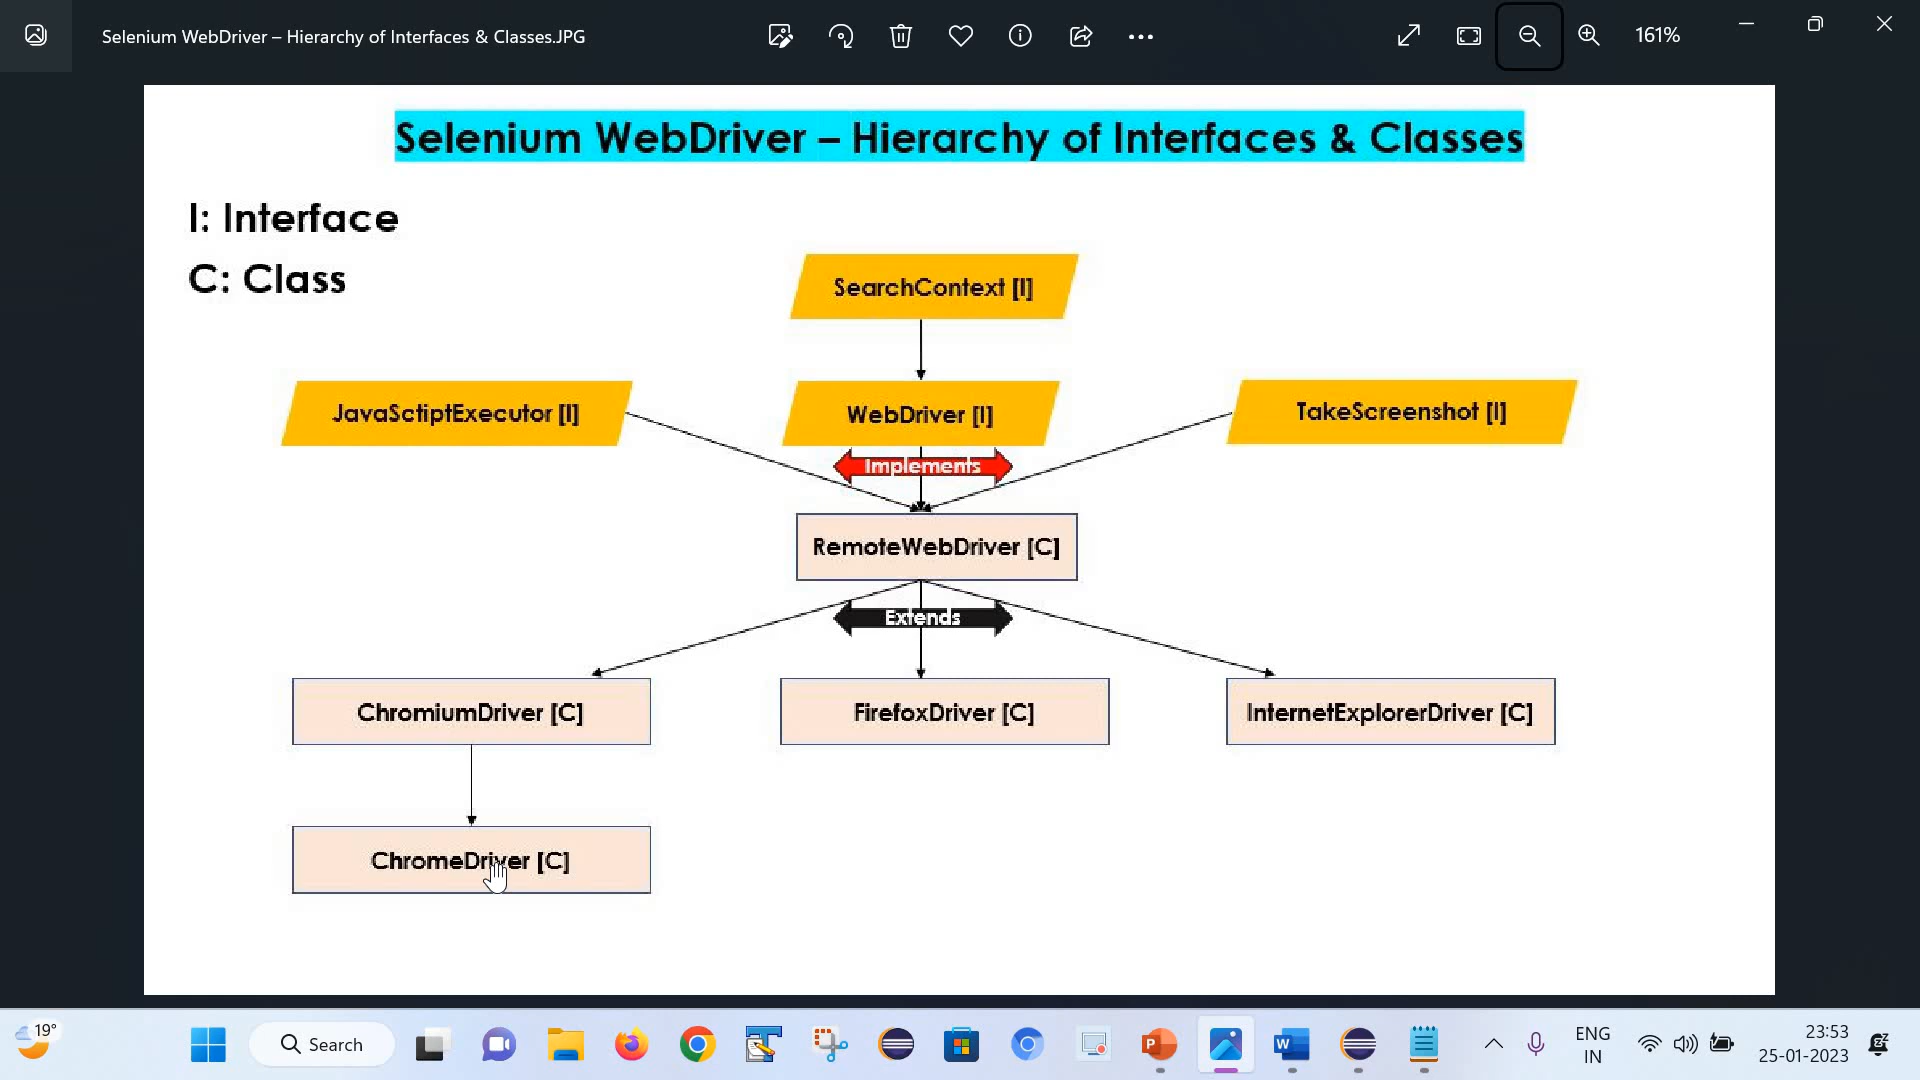 Selenium WebDriver – Hierarchy of Interfaces & Classes.JPG
161%
Selenium WebDriver – Hierarchy of Interfaces & Classes
I: Interface
C: Class
SearchContext [I]
JavaSctiptExecutor [I]
WebDriver [I]
TakeScreenshot [I]
Implements
RemoteWebDriver [C]
Extends
ChromiumDriver [C]
FirefoxDriver [C]
InternetExplorerDriver [C]
ChromeDriver [C]
19°
Search
ENG
IN
23:53
25-01-2023